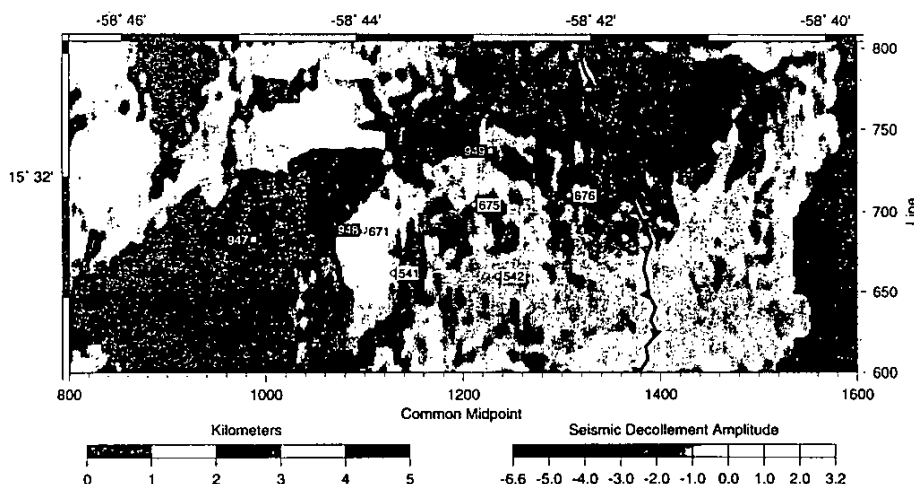 -58° 46' -58° 44' -58° 42' -58° 40'
800
750
949
15° 32'
676
675
700
Line
948 671
947
541 542
650
600
800 1000 1200 1400 1600
Common Midpoint
Kilometers Seismic Decollement Amplitude
0 1 2 3 4 5 -6.6 -5.0 -4.0 -3.0 -2.0 -1.0 0.0 1.0 2.0 3.2